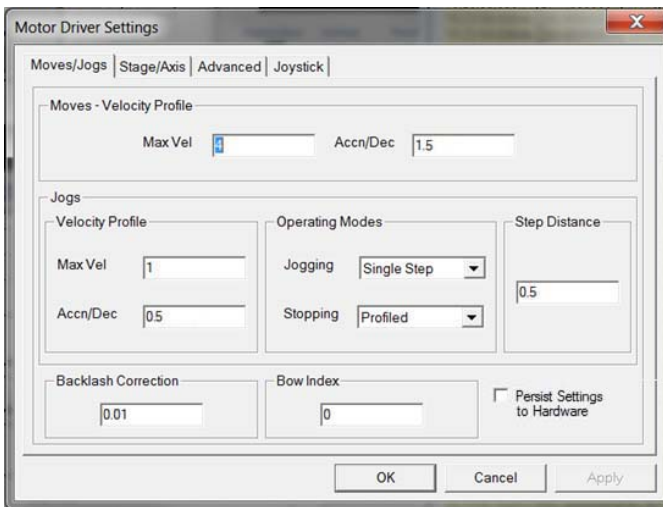 Motor Driver Settings
Moves/Jogs Stage/Axis Advanced Joystick
Moves - Velocity Profile
Max Vel 4 Accn/Dec 1.5
Jogs
Velocity Profile Operating Modes Step Distance
Max Vel 1 Jogging Single Step
0.5
Accn/Dec 0.5 Stopping Profiled
Backlash Correction Bow Index
Persist Settings
to Hardware
0.01 0
OK Cancel Apply